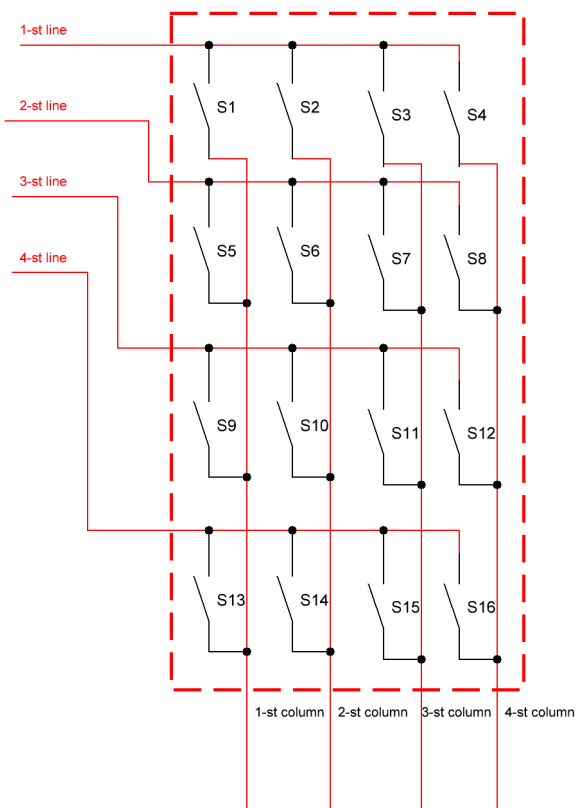 1-st line
S1 S2 S3 S4
2-st line
3-st line
4-st line
S5 S6 S7 S8
S9 S10 S11 S12
S13 S14 S15 S16
1-st column 2-st column 3-st column 4-st column